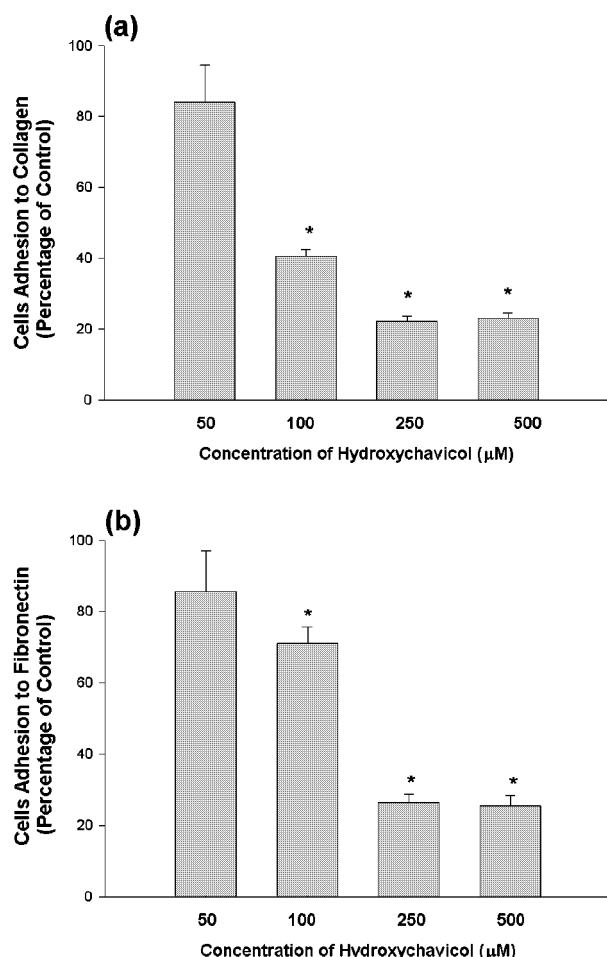 (a)
Cells Adhesion to Collagen
(Percentage of Control)
100
80
60
40
20
0
*
*
*
50 100 250 500
Concentration of Hydroxychavicol (μM)
(b)
Cells Adhesion to Fibronectin
(Percentage of Control)
100
80
60
40
20
0
*
*
*
50 100 250 500
Concentration of Hydroxychavicol (μM)